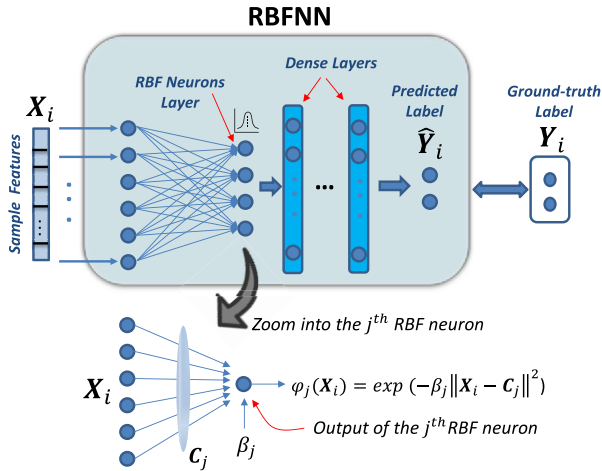 RBFNN
Dense Layers
RBF Neurons
Layer
Predicted
Label
Ground-truth
Label
X_i
Ŷ_i
Y_i
Sample Features
...
Zoom into the j^th RBF neuron
X_i
φ_j(X_i) = exp (−β_j‖X_i − C_j‖^2)
C_j
β_j
Output of the j^th RBF neuron